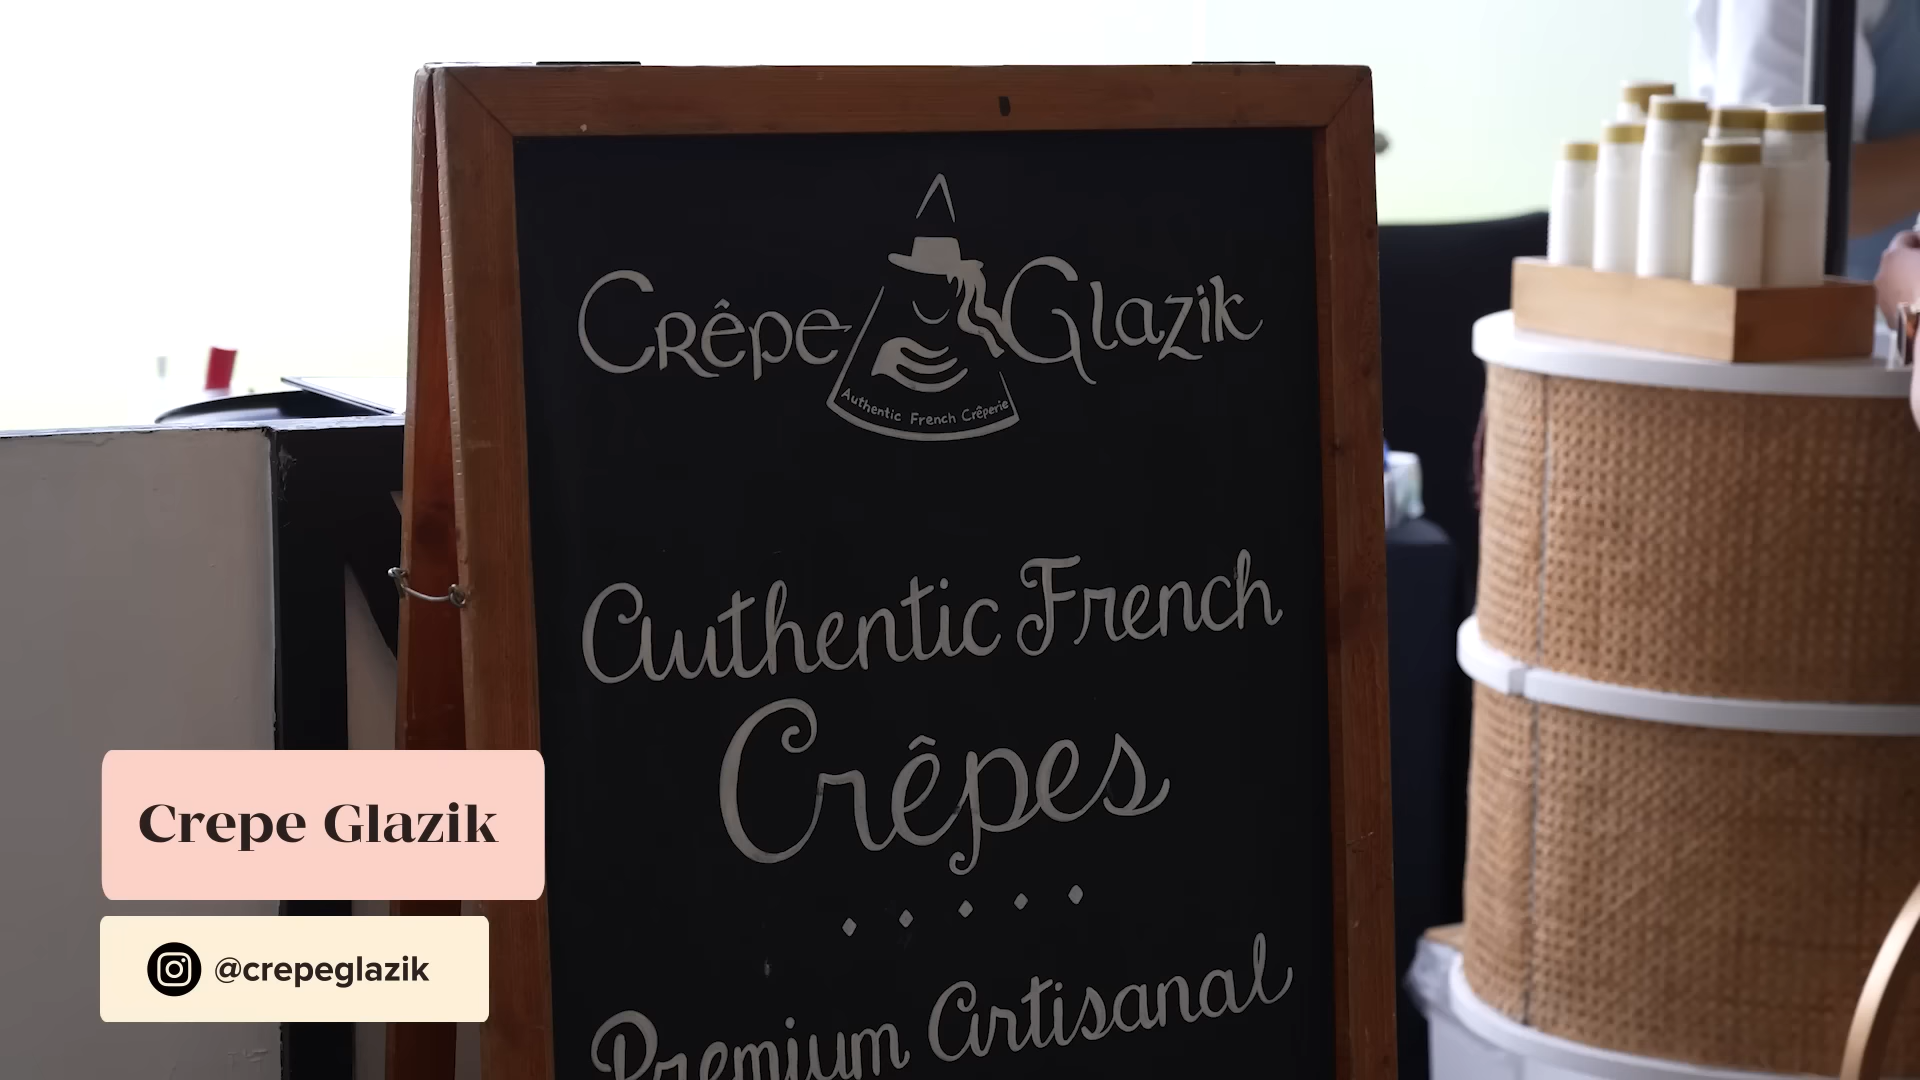 Crêpe Glazik
Authentic French Crêperie
Authentic French
Crêpes
Premium Artisanal
Crepe Glazik
@crepeglazik